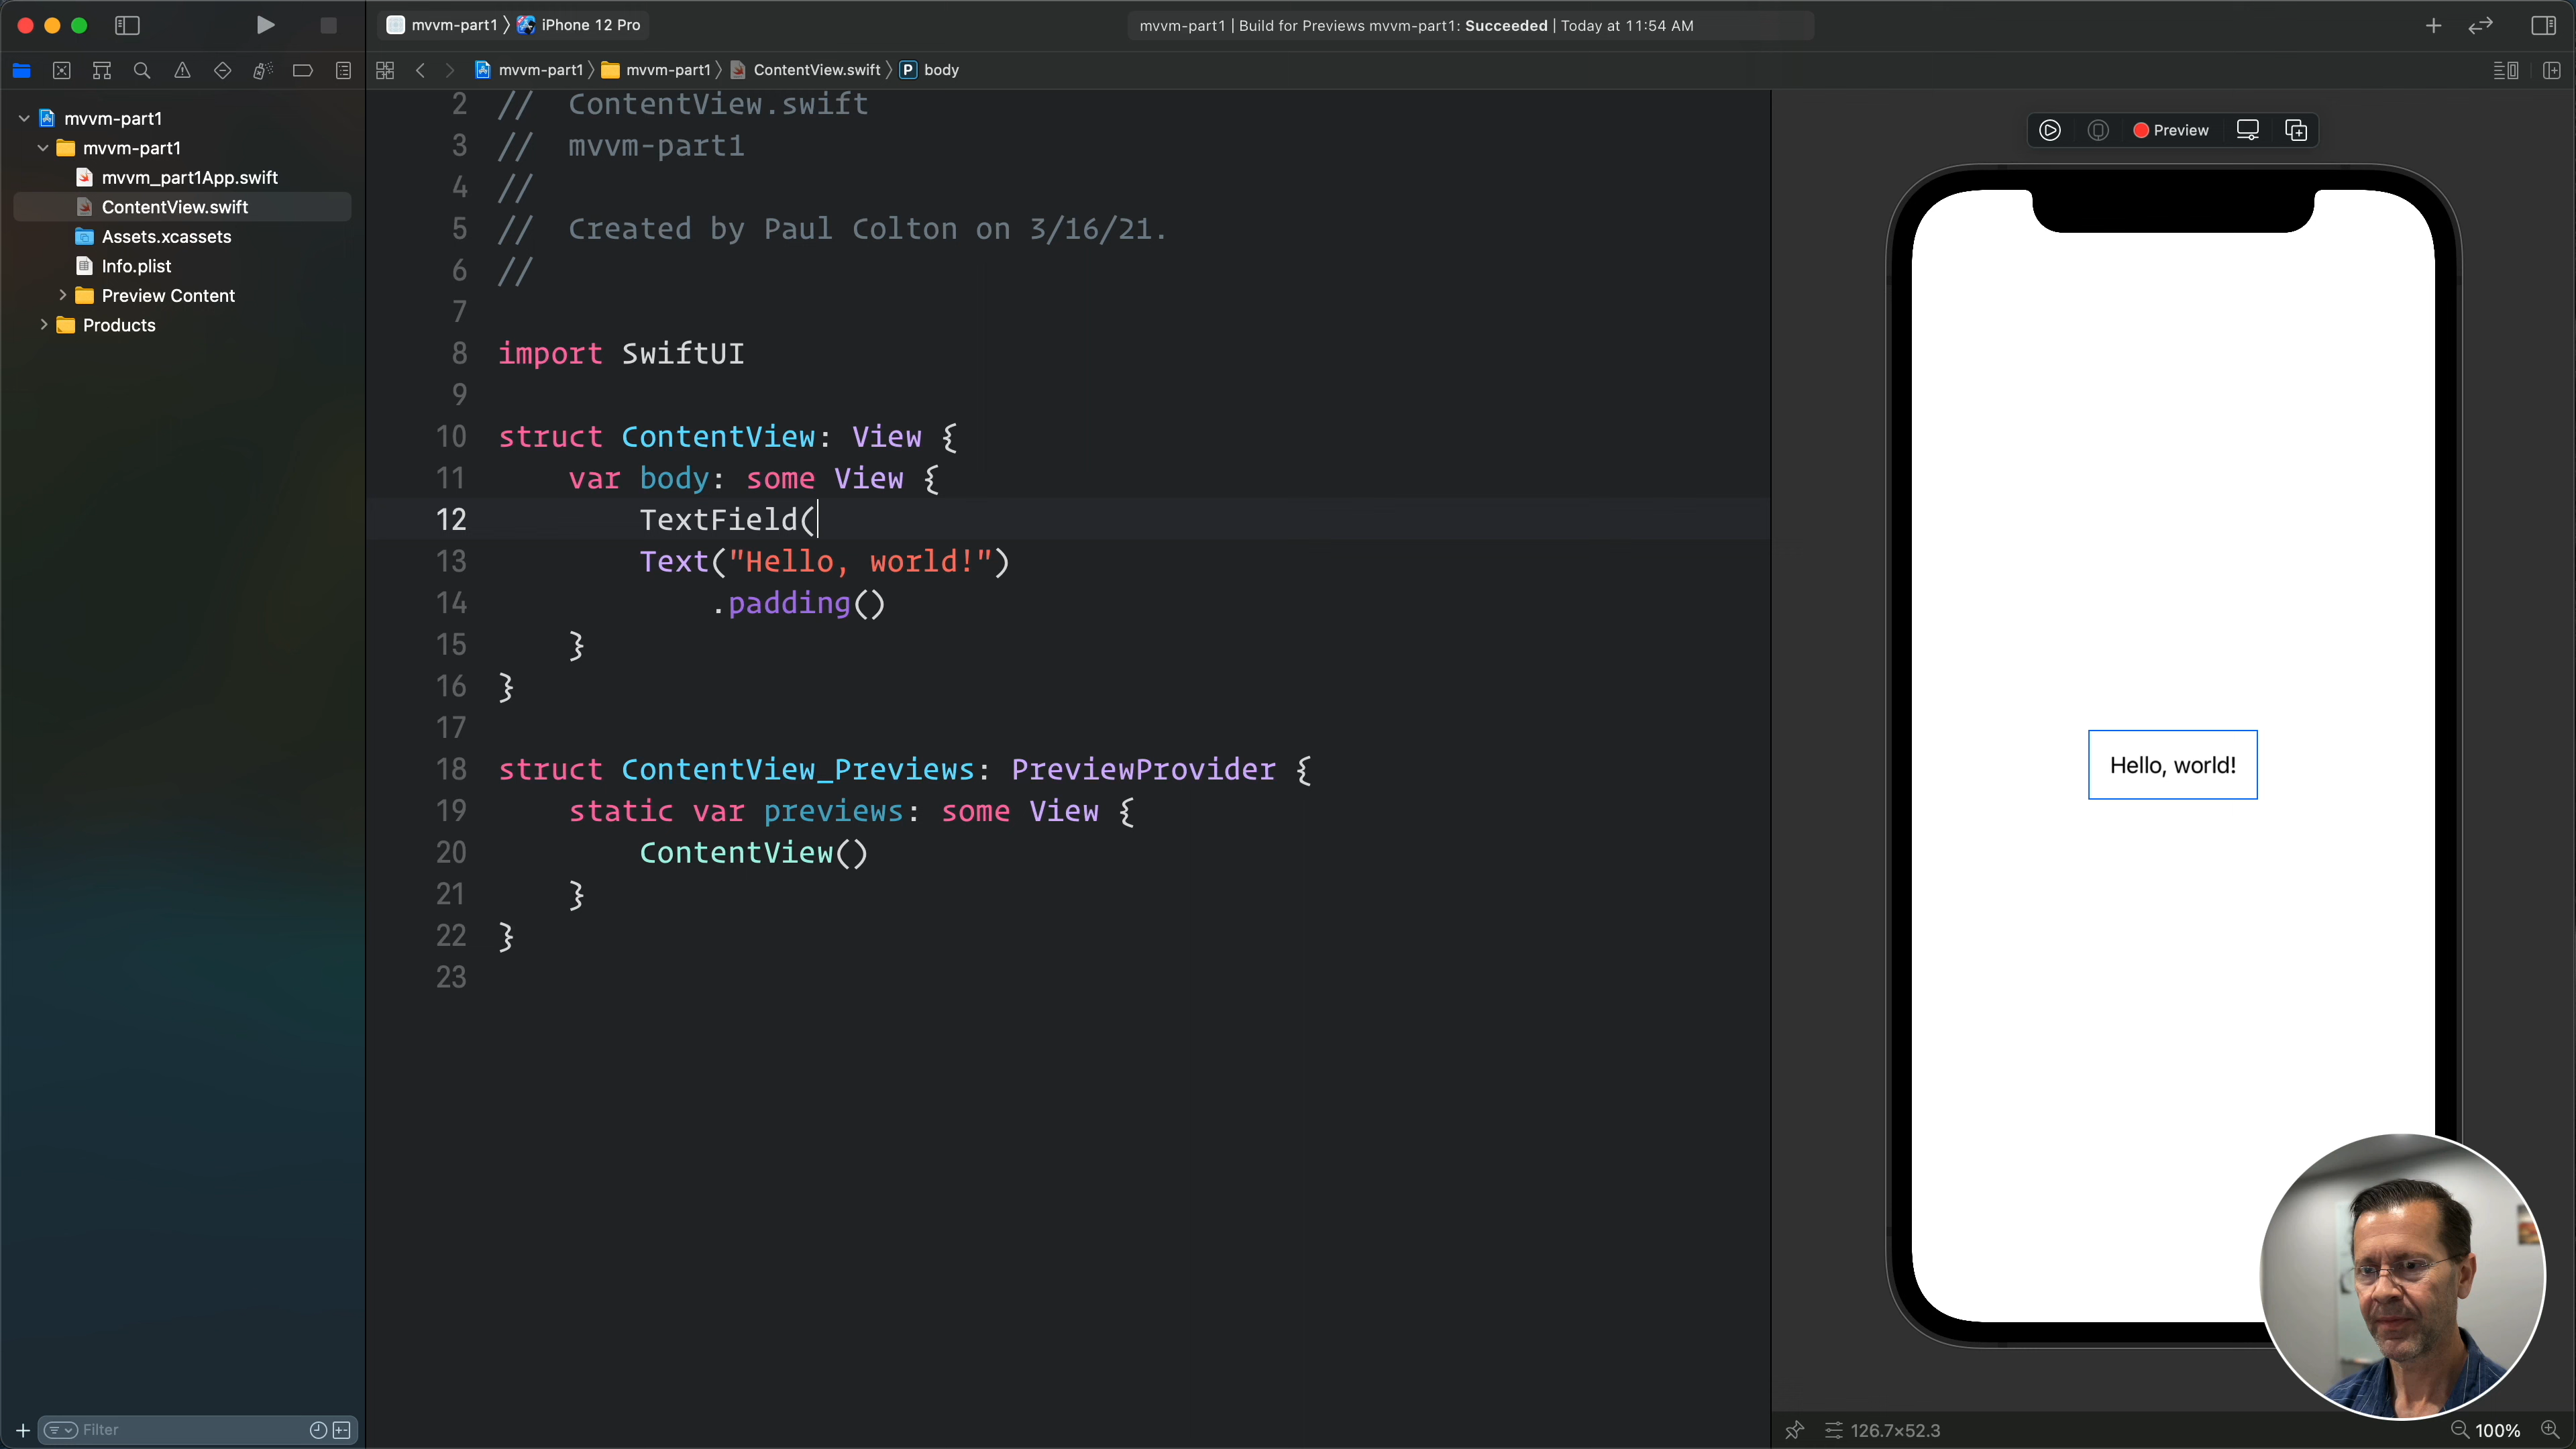 mvvm-part1 〉 iPhone 12 Pro
mvvm-part1 | Build for Previews mvvm-part1: Succeeded | Today at 11:54 AM
mvvm-part1 〉 mvvm-part1 〉 ContentView.swift 〉 P body
mvvm-part1
mvvm-part1
mvvm_part1App.swift
ContentView.swift
Assets.xcassets
Info.plist
Preview Content
Products
Filter
2 //  ContentView.swift
3 //  mvvm-part1
4 //
5 //  Created by Paul Colton on 3/16/21.
6 //
7
8 import SwiftUI
9
10 struct ContentView: View {
11     var body: some View {
12         TextField(
13         Text("Hello, world!")
14             .padding()
15     }
16 }
17
18 struct ContentView_Previews: PreviewProvider {
19     static var previews: some View {
20         ContentView()
21     }
22 }
23
Preview
Hello, world!
126.7×52.3
100%